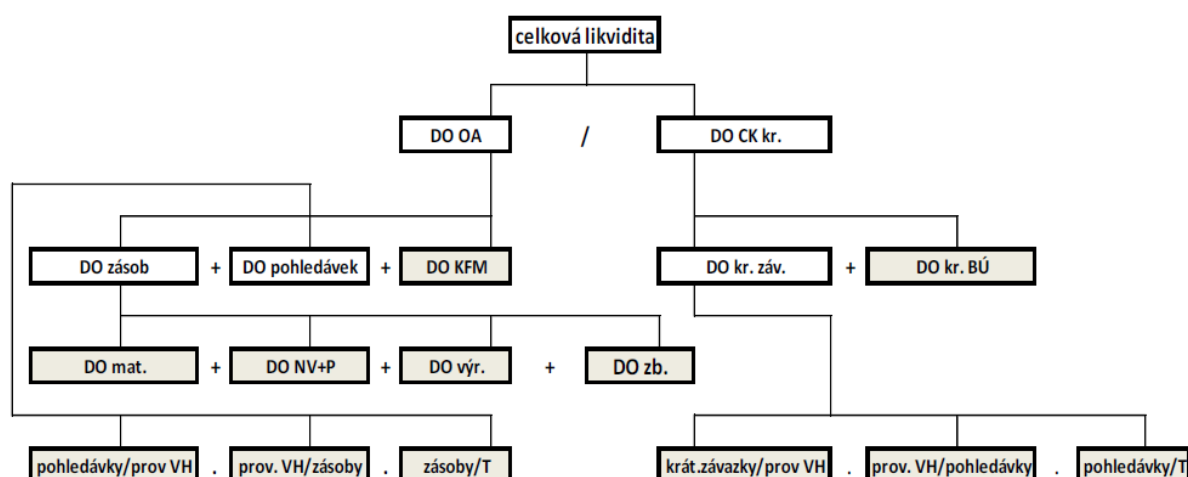 celková likvidita
DO OA / DO CK kr.
DO zásob + DO pohledávek + DO KFM DO kr. záv. + DO kr. BÚ
DO mat. + DO NV+P + DO výr. + DO zb.
pohledávky/prov VH . prov. VH/zásoby . zásoby/T krát.závazky/prov VH . prov. VH/pohledávky . pohledávky/T